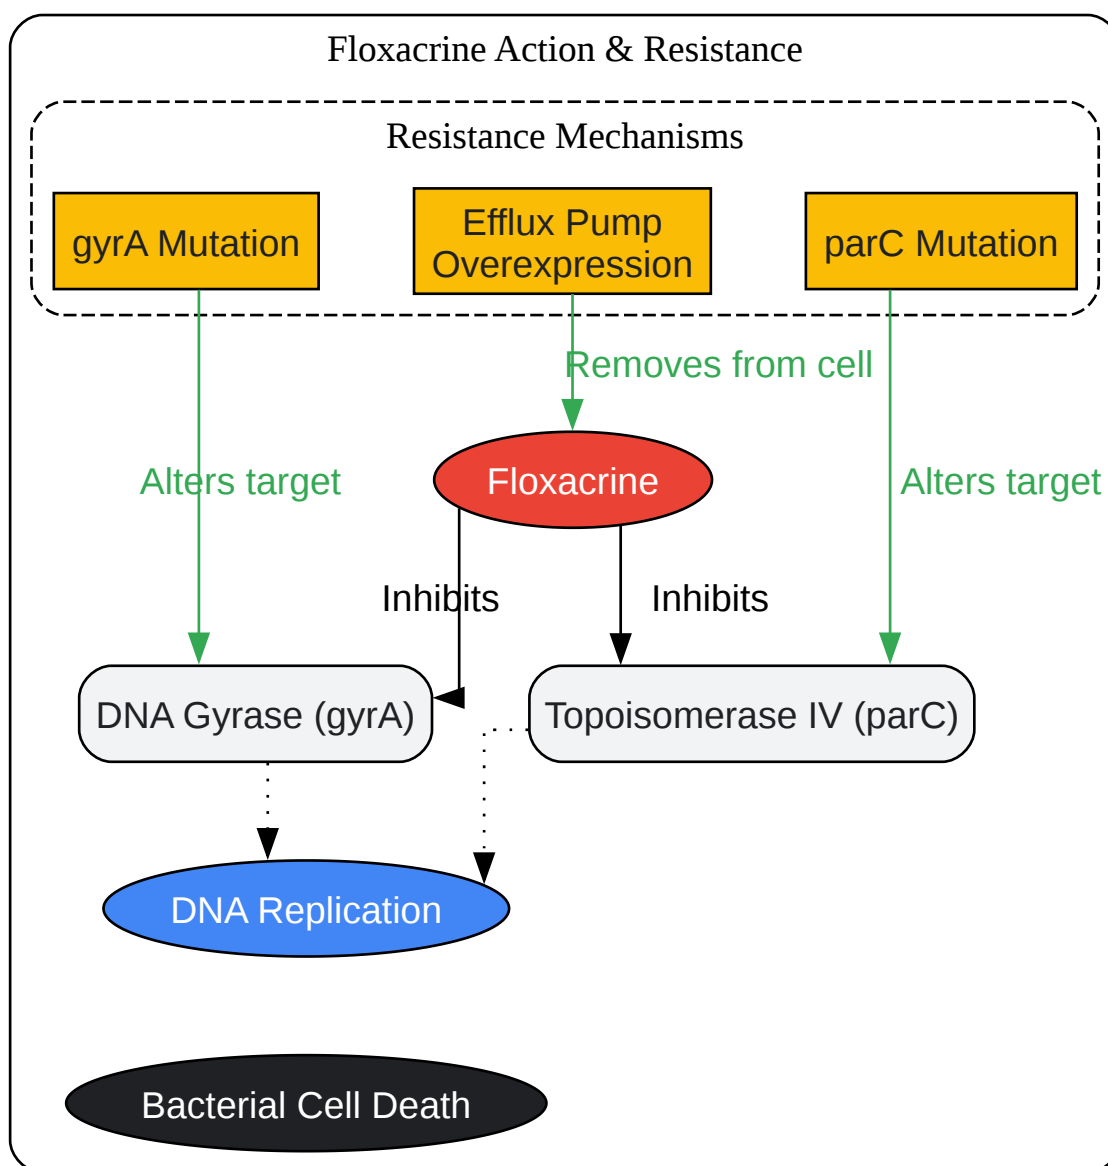 Floxacrine Action & Resistance
Resistance Mechanisms
gyrA Mutation
Efflux Pump
Overexpression
parC Mutation
Removes from cell
Alters target
Floxacrine
Alters target
Inhibits
Inhibits
DNA Gyrase (gyrA)
Topoisomerase IV (parC)
DNA Replication
Bacterial Cell Death